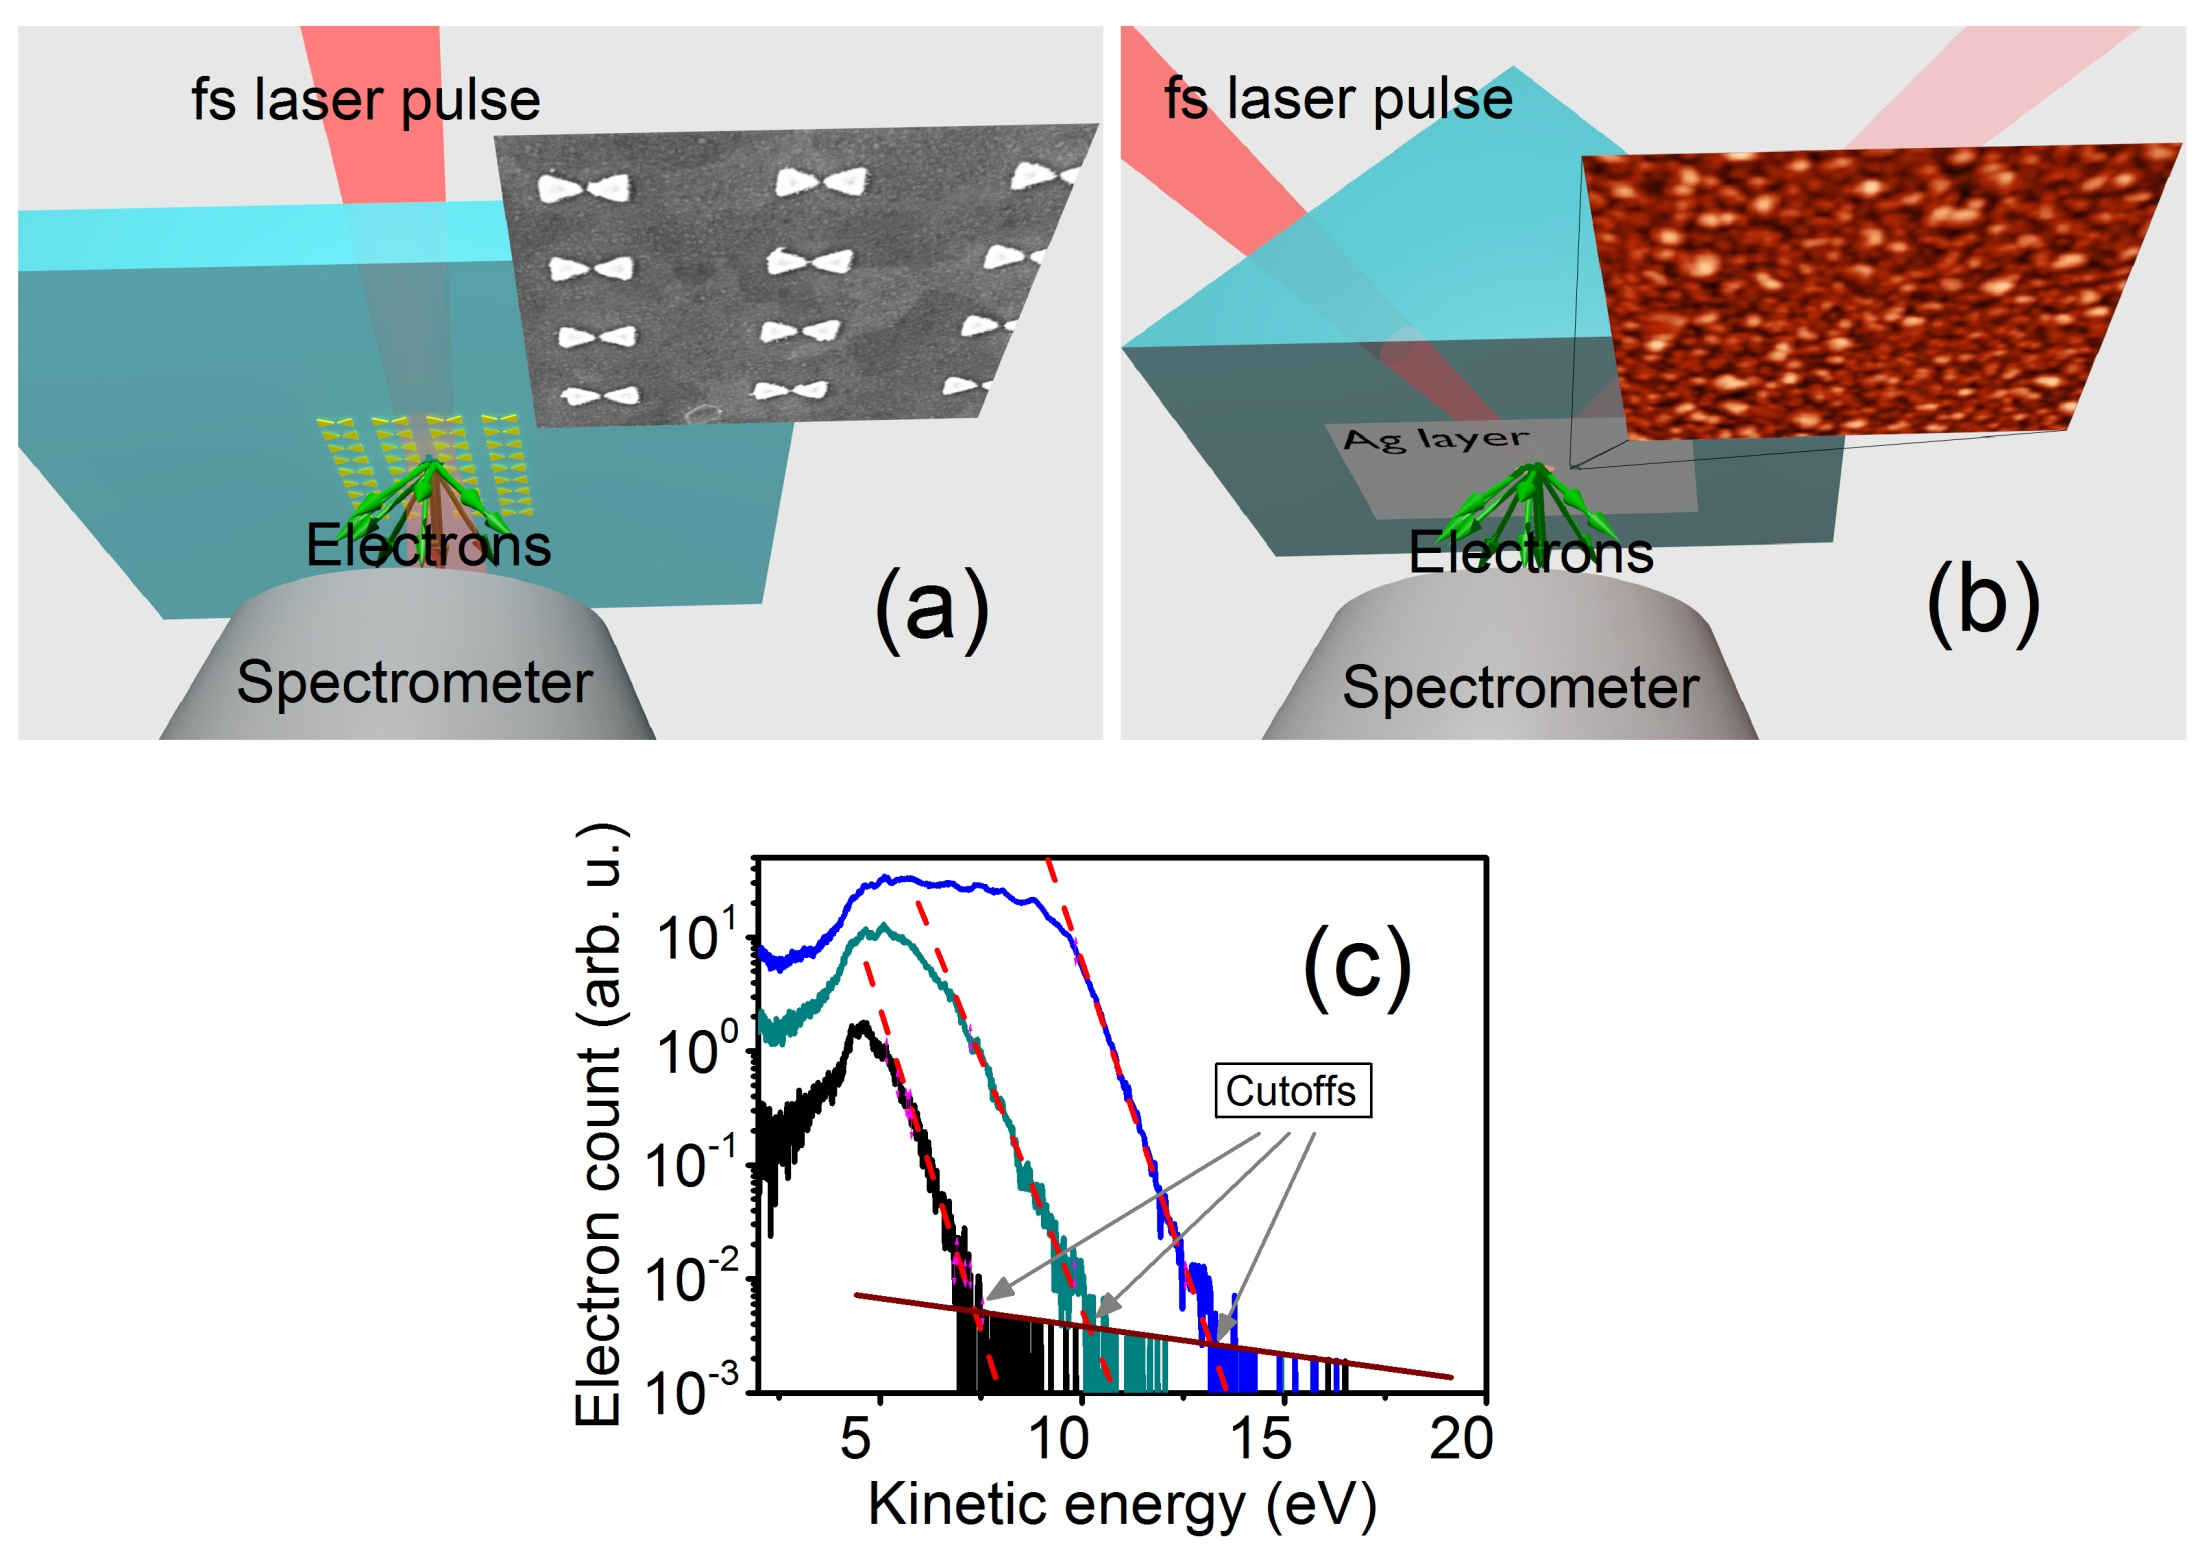 fs laser pulse
Electrons
(a)
Spectrometer
fs laser pulse
Ag layer
Electrons
(b)
Spectrometer
Electron count (arb. u.)
10^1
10^0
10^-1
10^-2
10^-3
(c)
Cutoffs
5 10 15 20
Kinetic energy (eV)